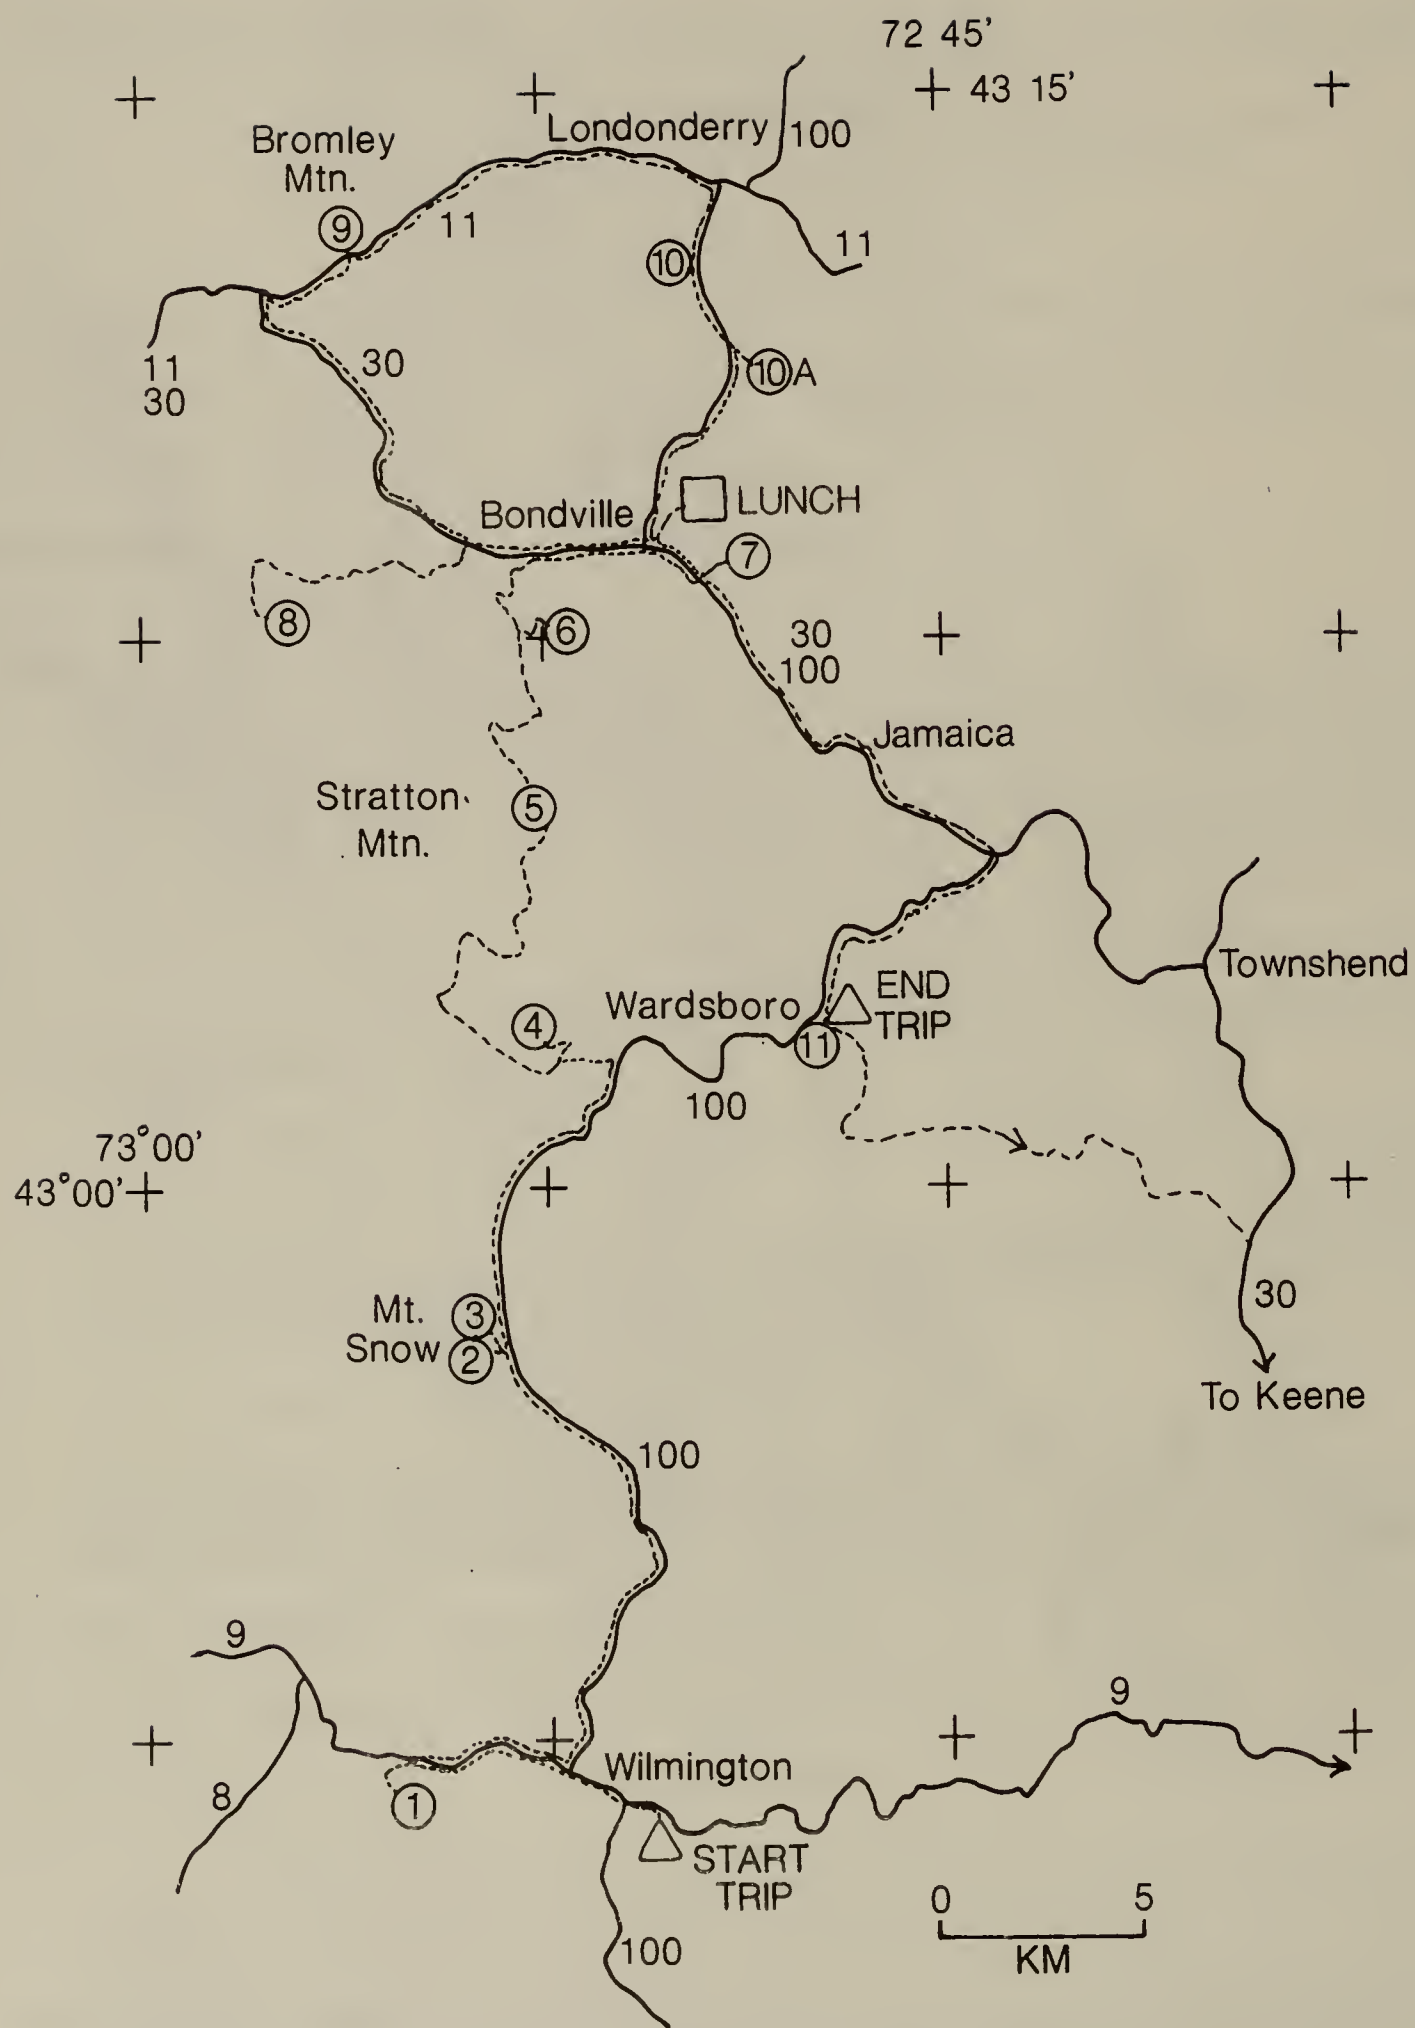 72 45'
43 15'
Londonderry
100
Bromley
Mtn.
9
11
11
10
30
11
30
10 A
LUNCH
Bondville
7
8
6
30
100
Jamaica
Stratton
Mtn.
5
Townshend
END
TRIP
Wardsboro
4
11
100
73°00'
43°00'
30
Mt.
Snow
3
2
To Keene
100
9
9
Wilmington
8
1
START
TRIP
0 5
KM
100